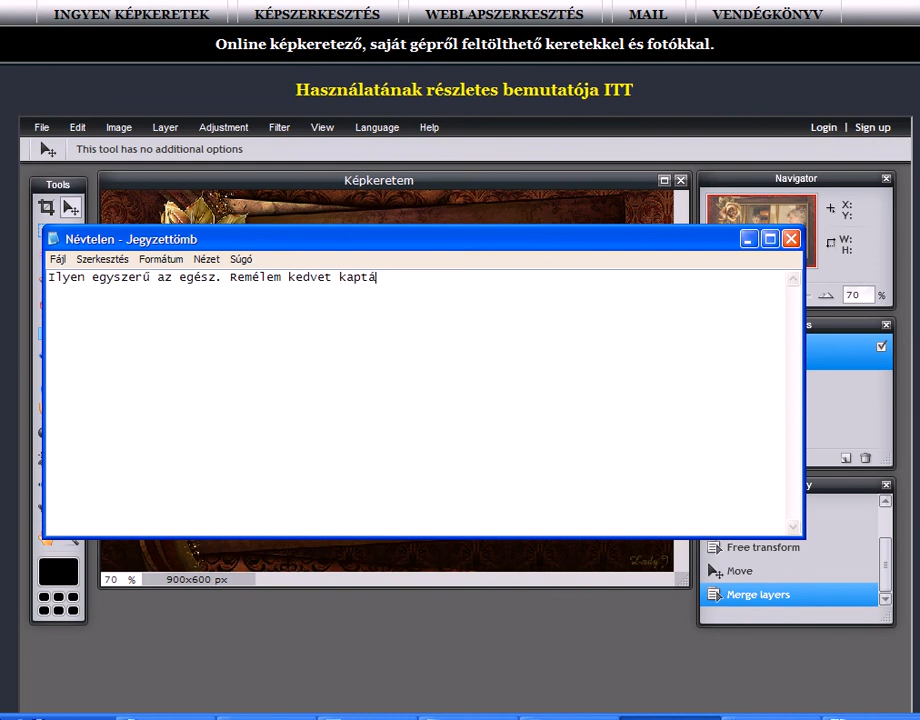 INGYEN KÉPKERETEK KÉPSZERKESZTÉS WEBLAPSZERKESZTÉS MAIL VENDÉGKÖNYV
Online képkeretező, saját gépről feltölthető keretekkel és fotókkal.
Használatának részletes bemutatója ITT
File Edit Image Layer Adjustment Filter View Language Help Login | Sign up
This tool has no additional options
Tools
Képkeretem
Navigator
X:
Y:
W:
H:
70 %
Névtelen - Jegyzettömb
Fájl Szerkesztés Formátum Nézet Súgó
Ilyen egyszerű az egész. Remélem kedvet kaptá
s
y
Free transform
Move
Merge layers
70 % 900x600 px